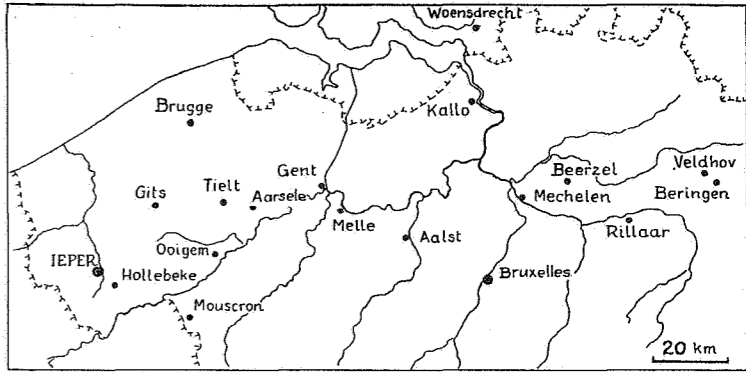 Woensdrecht
Brugge
Kallo
Gent
Beerzel
Veldhov
Gits
Tielt
Aarsele
Mechelen
Beringen
Melle
Aalst
Rillaar
IEPER
Ooigem
Hollebeke
Bruxelles
Mouscron
20 km